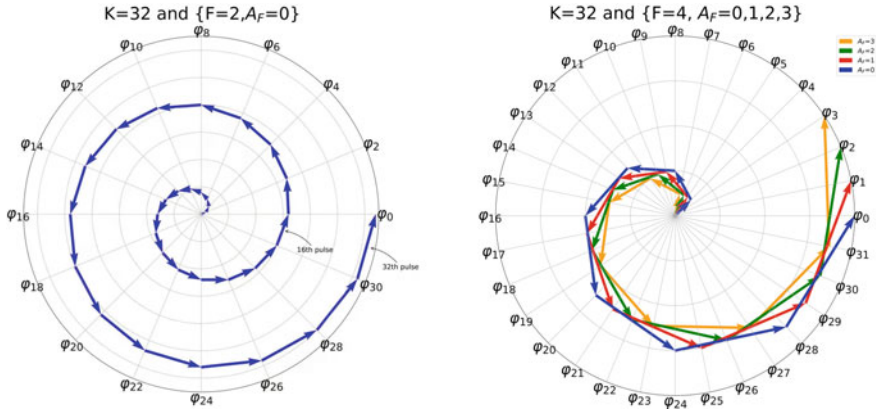 K=32 and {F=2,A_F=0}
φ8
φ10
φ6
φ12
φ4
φ14
φ2
φ16
φ0
16th pulse
32th pulse
φ18
φ30
φ20
φ28
φ22
φ26
φ24
K=32 and {F=4, A_F=0,1,2,3}
A_F=3
A_F=2
A_F=1
A_F=0
φ9
φ8
φ7
φ10
φ6
φ11
φ5
φ12
φ4
φ13
φ3
φ14
φ2
φ15
φ1
φ16
φ0
φ17
φ31
φ18
φ30
φ19
φ29
φ20
φ28
φ21
φ27
φ22
φ26
φ23
φ25
φ24